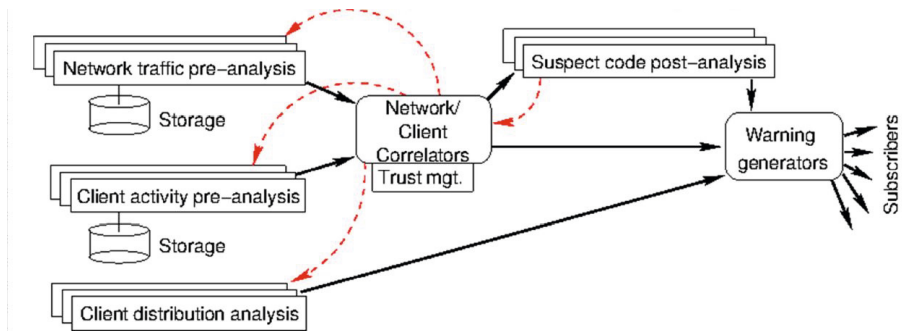 Network traffic pre-analysis
Storage
Client activity pre-analysis
Storage
Client distribution analysis
Network/
Client
Correlators
Trust mgt.
Suspect code post-analysis
Warning
generators
Subscribers